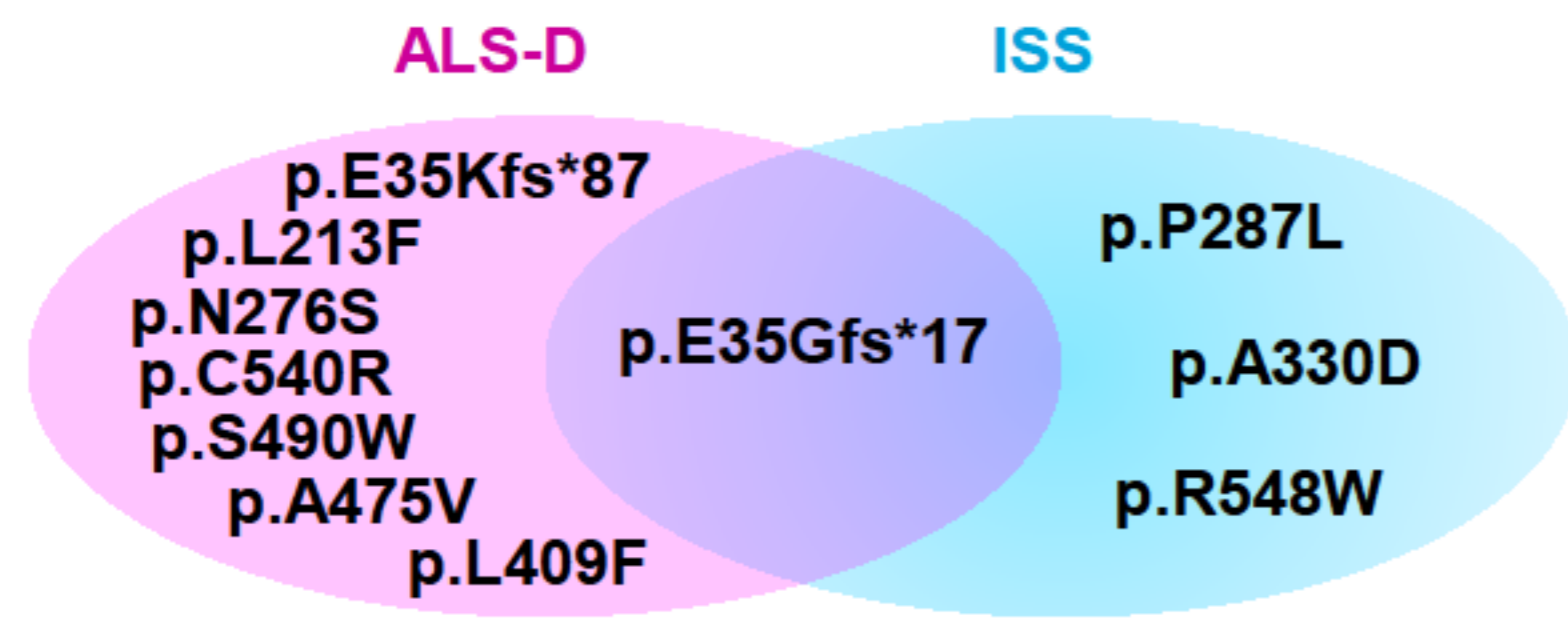 ALS-D
ISS
p.E35Kfs*87
p.L213F
p.N276S
p.C540R
p.S490W
p.A475V
p.L409F
p.E35Gfs*17
p.P287L
p.A330D
p.R548W